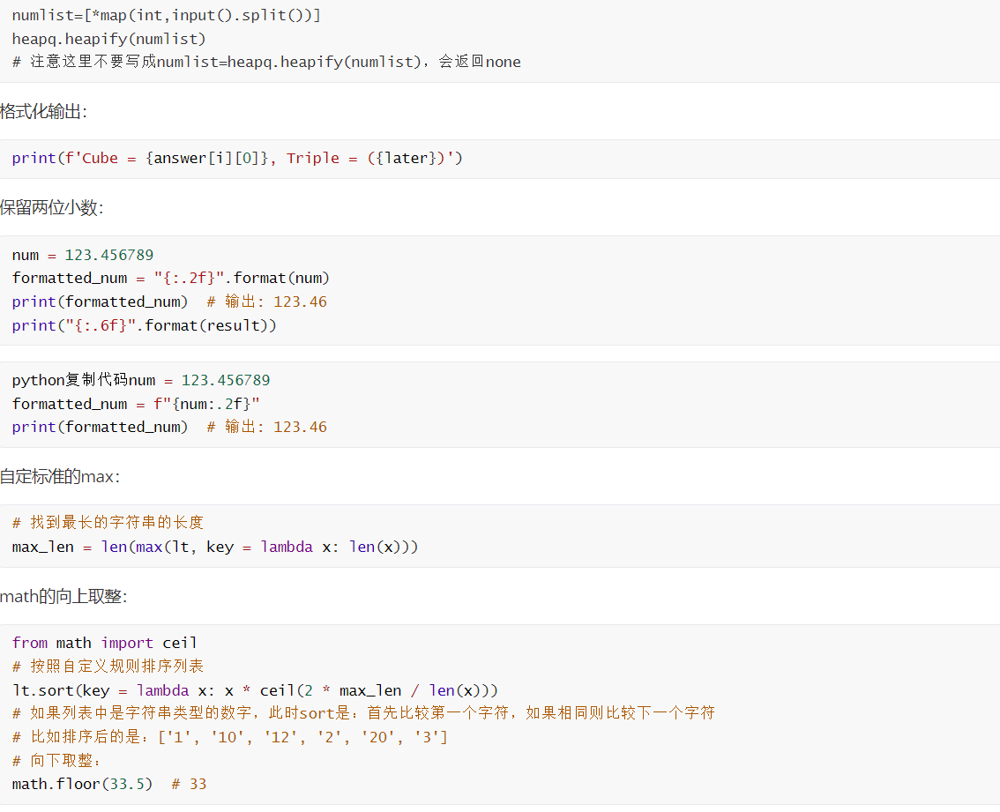 numlist=[*map(int,input().split())]
heapq.heapify(numlist)
# 注意这里不要写成numlist=heapq.heapify(numlist)，会返回none
格式化输出：
print(f'Cube = {answer[i][0]}, Triple = ({later})')
保留两位小数：
num = 123.456789
formatted_num = "{:.2f}".format(num)
print(formatted_num)  # 输出: 123.46
print("{:.6f}".format(result))
python复制代码num = 123.456789
formatted_num = f"{num:.2f}"
print(formatted_num)  # 输出: 123.46
自定标准的max：
# 找到最长的字符串的长度
max_len = len(max(lt, key = lambda x: len(x)))
math的向上取整：
from math import ceil
# 按照自定义规则排序列表
lt.sort(key = lambda x: x * ceil(2 * max_len / len(x)))
# 如果列表中是字符串类型的数字，此时sort是：首先比较第一个字符，如果相同则比较下一个字符
# 比如排序后的是：['1', '10', '12', '2', '20', '3']
# 向下取整：
math.floor(33.5)  # 33